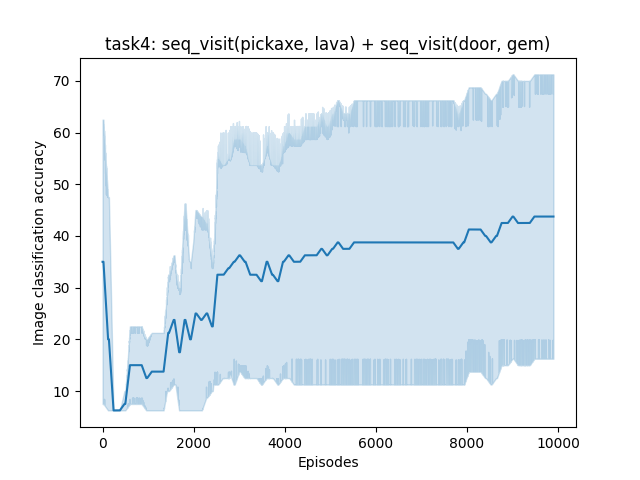 task4: seq_visit(pickaxe, lava) + seq_visit(door, gem)
Image classification accuracy
70
60
50
40
30
20
10
0 2000 4000 6000 8000 10000
Episodes